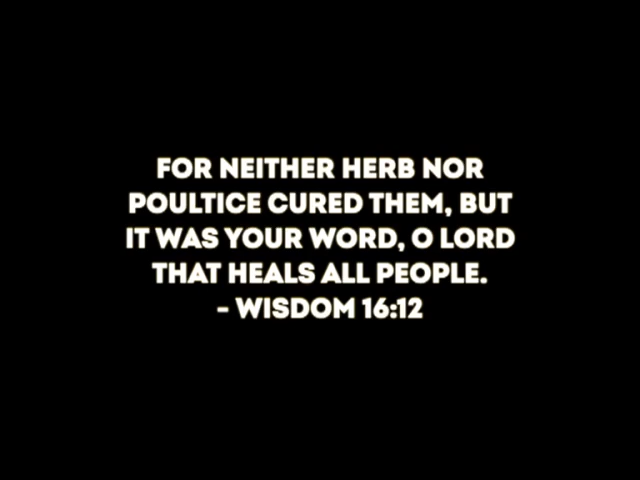 FOR NEITHER HERB NOR
POULTICE CURED THEM, BUT
IT WAS YOUR WORD, O LORD
THAT HEALS ALL PEOPLE.
- WISDOM 16:12